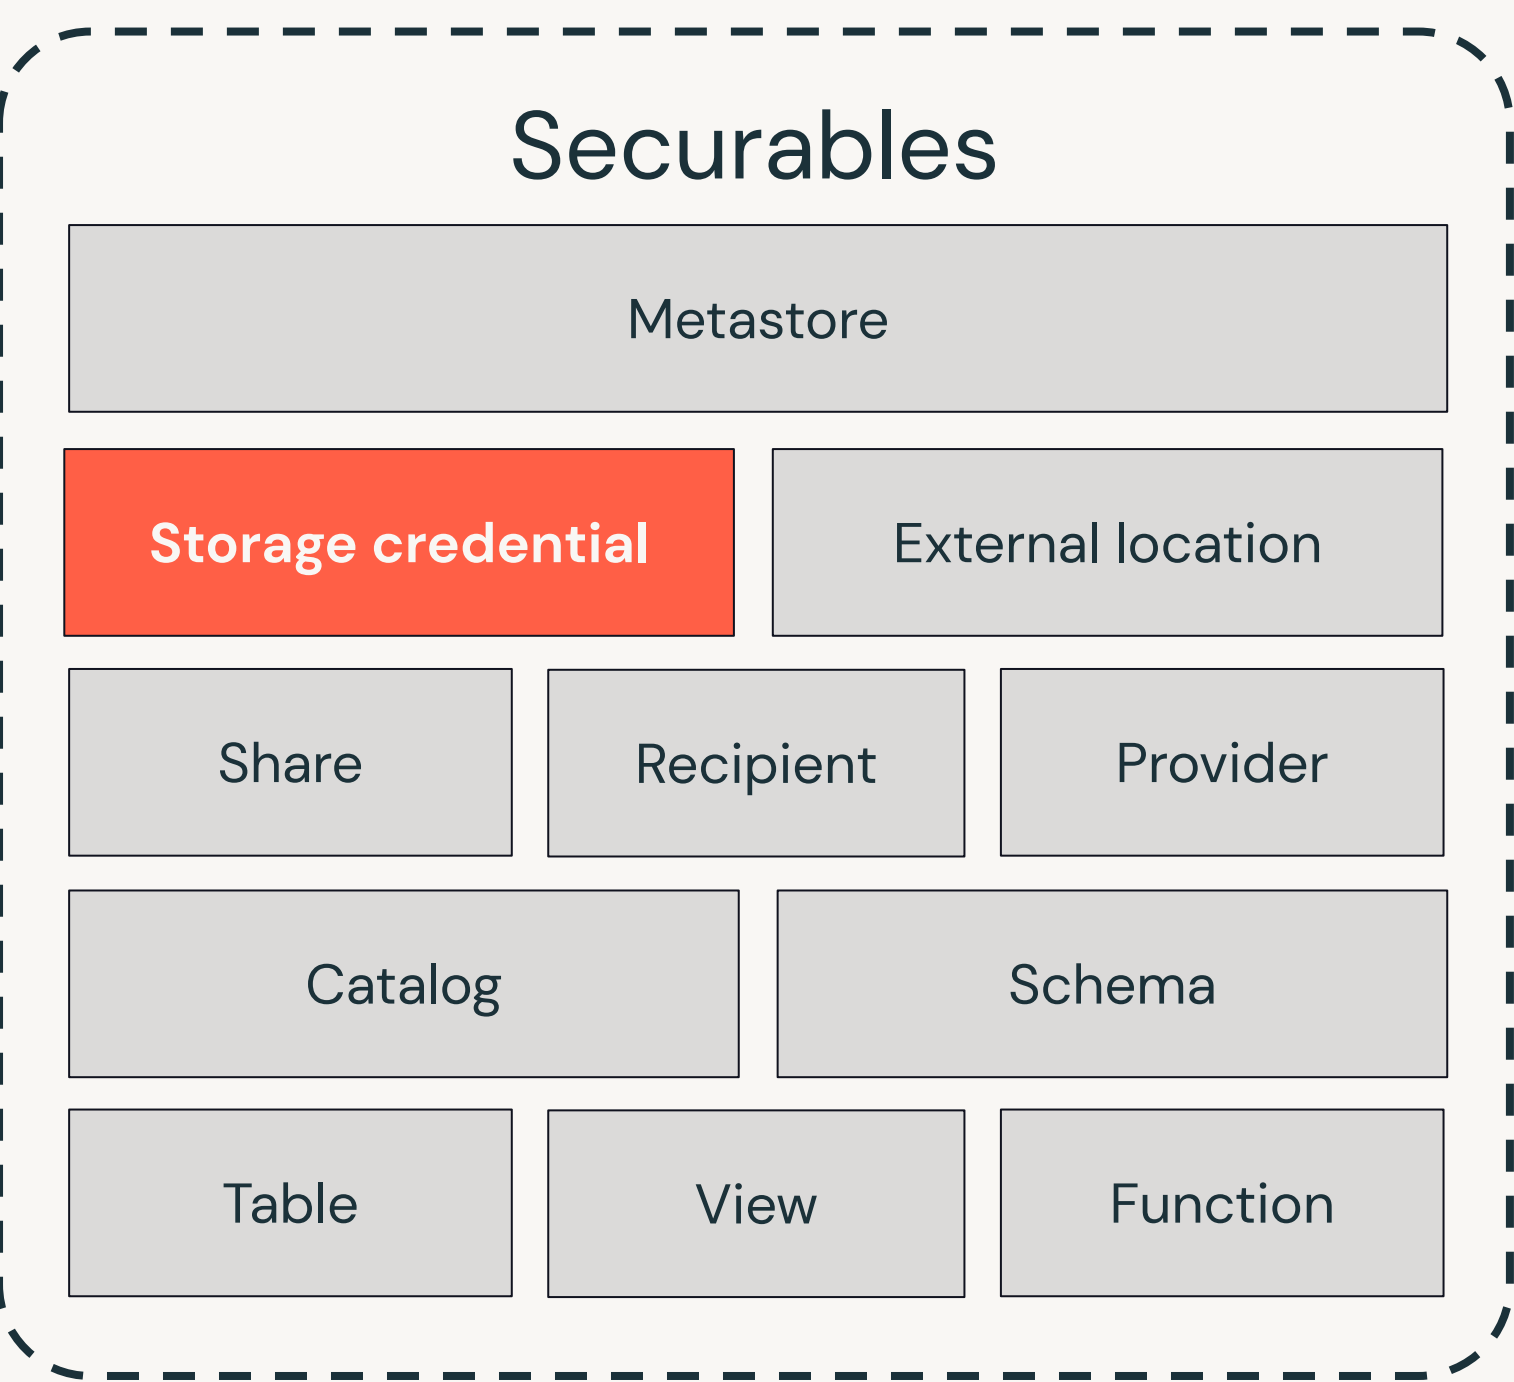 Securables
Metastore
Storage credential
External location
Share
Recipient
Provider
Catalog
Schema
Table
View
Function